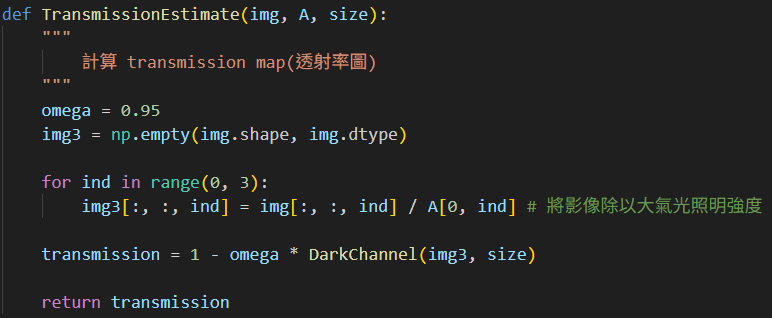 def TransmissionEstimate(img, A, size):
    """
        計算 transmission map(透射率圖)
    """
    omega = 0.95
    img3 = np.empty(img.shape, img.dtype)

    for ind in range(0, 3):
        img3[:, :, ind] = img[:, :, ind] / A[0, ind] # 將影像除以大氣光照明強度

    transmission = 1 - omega * DarkChannel(img3, size)

    return transmission